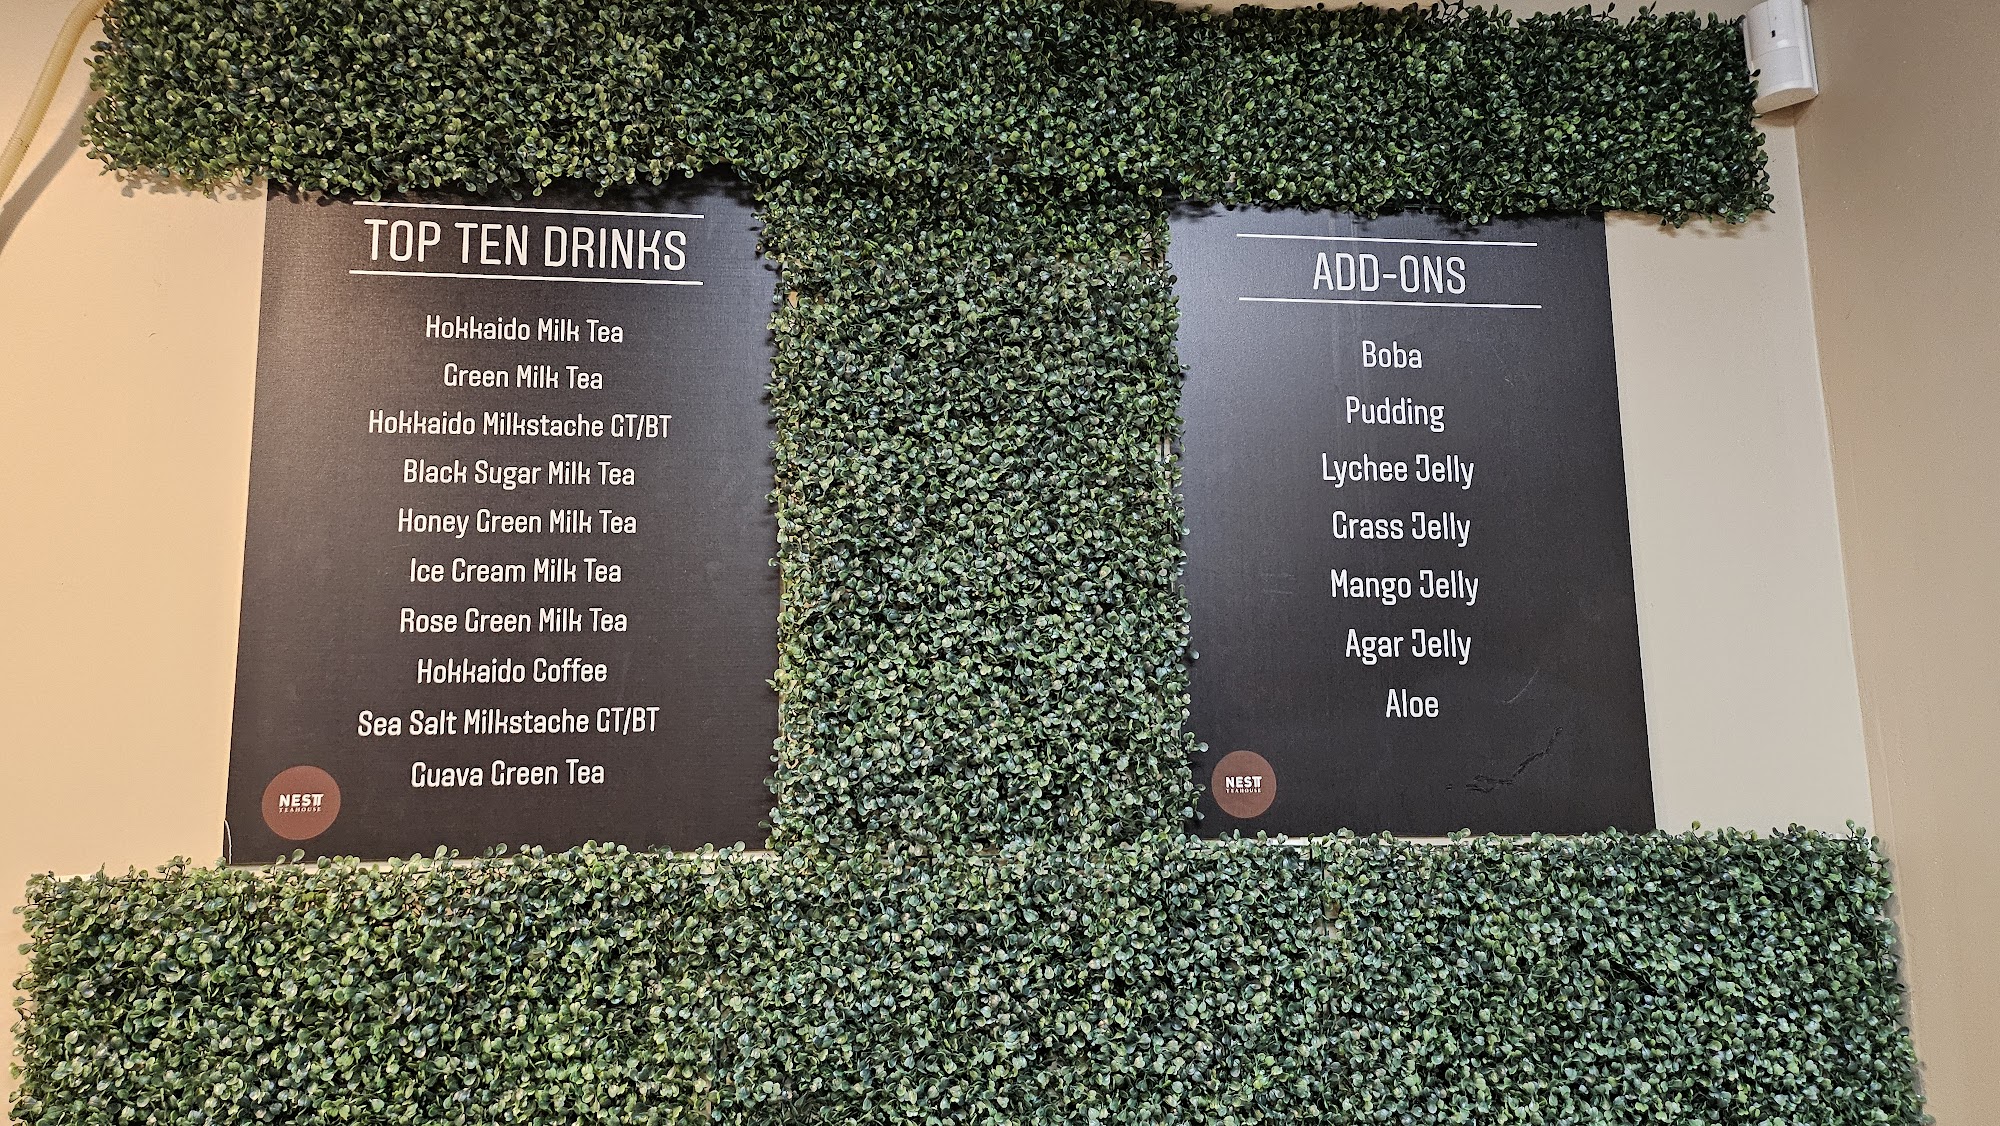 TOP TEN DRINKS
Hokkaido Milk Tea
Green Milk Tea
Hokkaido Milkstache GT/BT
Black Sugar Milk Tea
Honey Green Milk Tea
Ice Cream Milk Tea
Rose Green Milk Tea
Hokkaido Coffee
Sea Salt Milkstache GT/BT
Guava Green Tea
NEST
TEAHOUSE
ADD-ONS
Boba
Pudding
Lychee Jelly
Grass Jelly
Mango Jelly
Agar Jelly
Aloe
NEST
TEAHOUSE